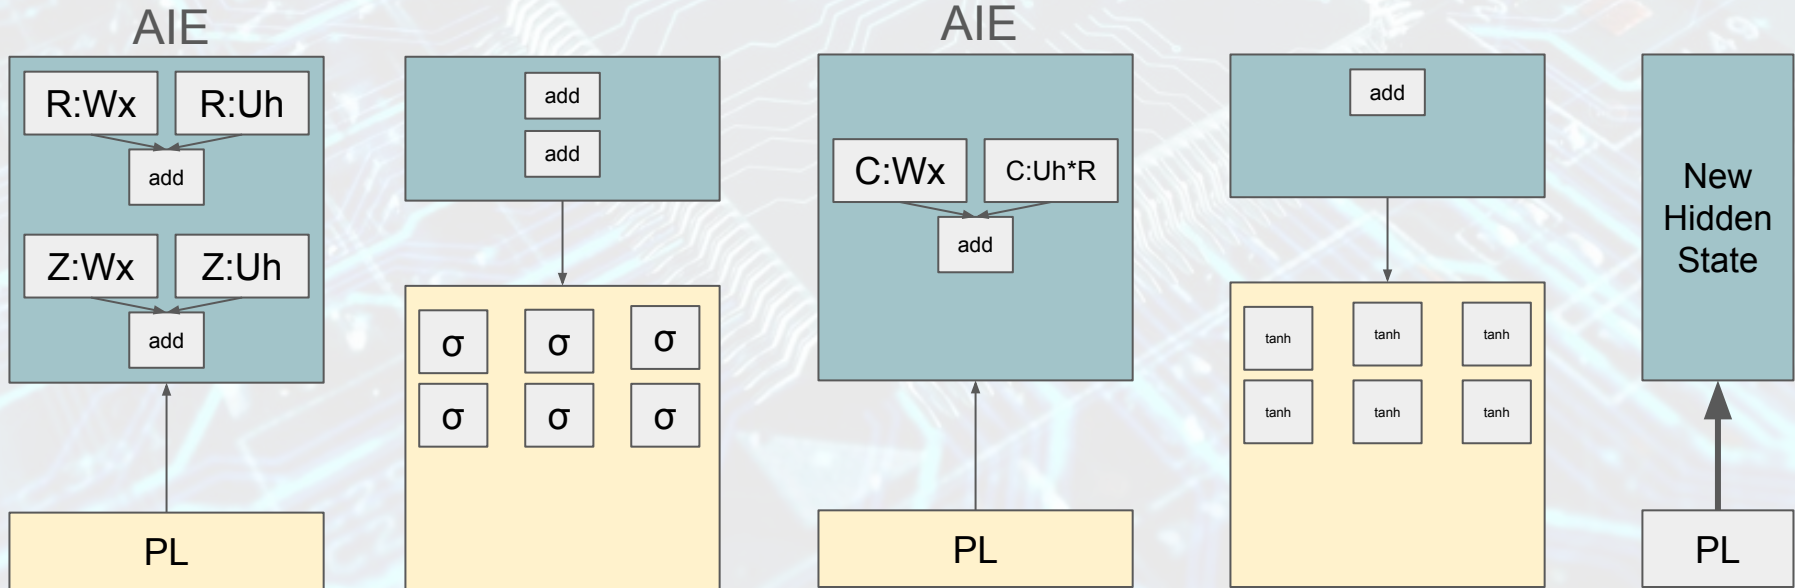 AIE
R:Wx
R:Uh
add
Z:Wx
Z:Uh
add
PL
add
add
σ
σ
σ
σ
σ
σ
AIE
C:Wx
C:Uh*R
add
PL
add
tanh
tanh
tanh
tanh
tanh
tanh
New
Hidden
State
PL